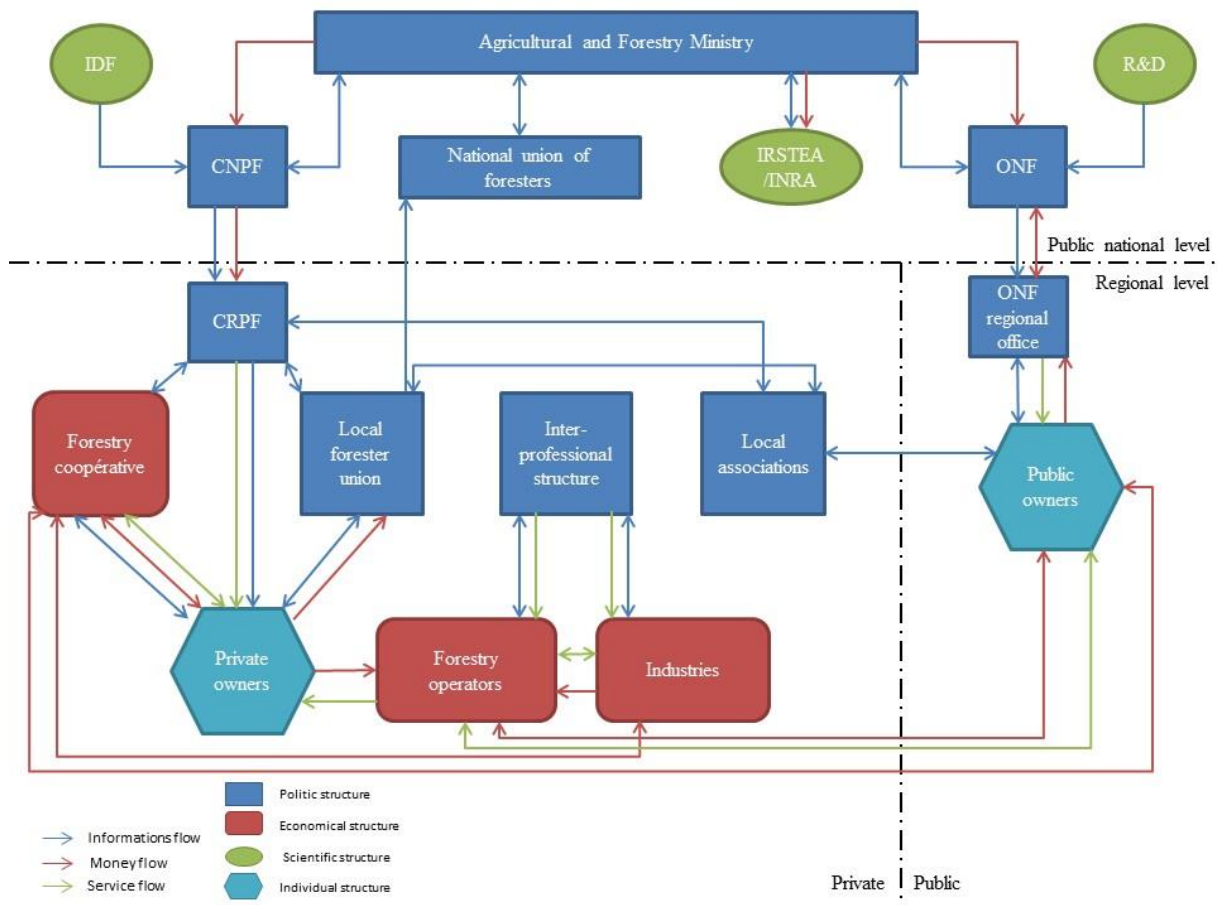 Agricultural and Forestry Ministry
IDF
R&D
CNPF
National union of
foresters
IRSTEA
/INRA
ONF
Public national level
Regional level
CRPF
ONF
regional
office
Forestry
coopérative
Local
forester
union
Inter-
professional
structure
Local
associations
Public
owners
Private
owners
Forestry
operators
Industries
Informations flow
Money flow
Service flow
Politic structure
Economical structure
Scientific structure
Individual structure
Private
Public